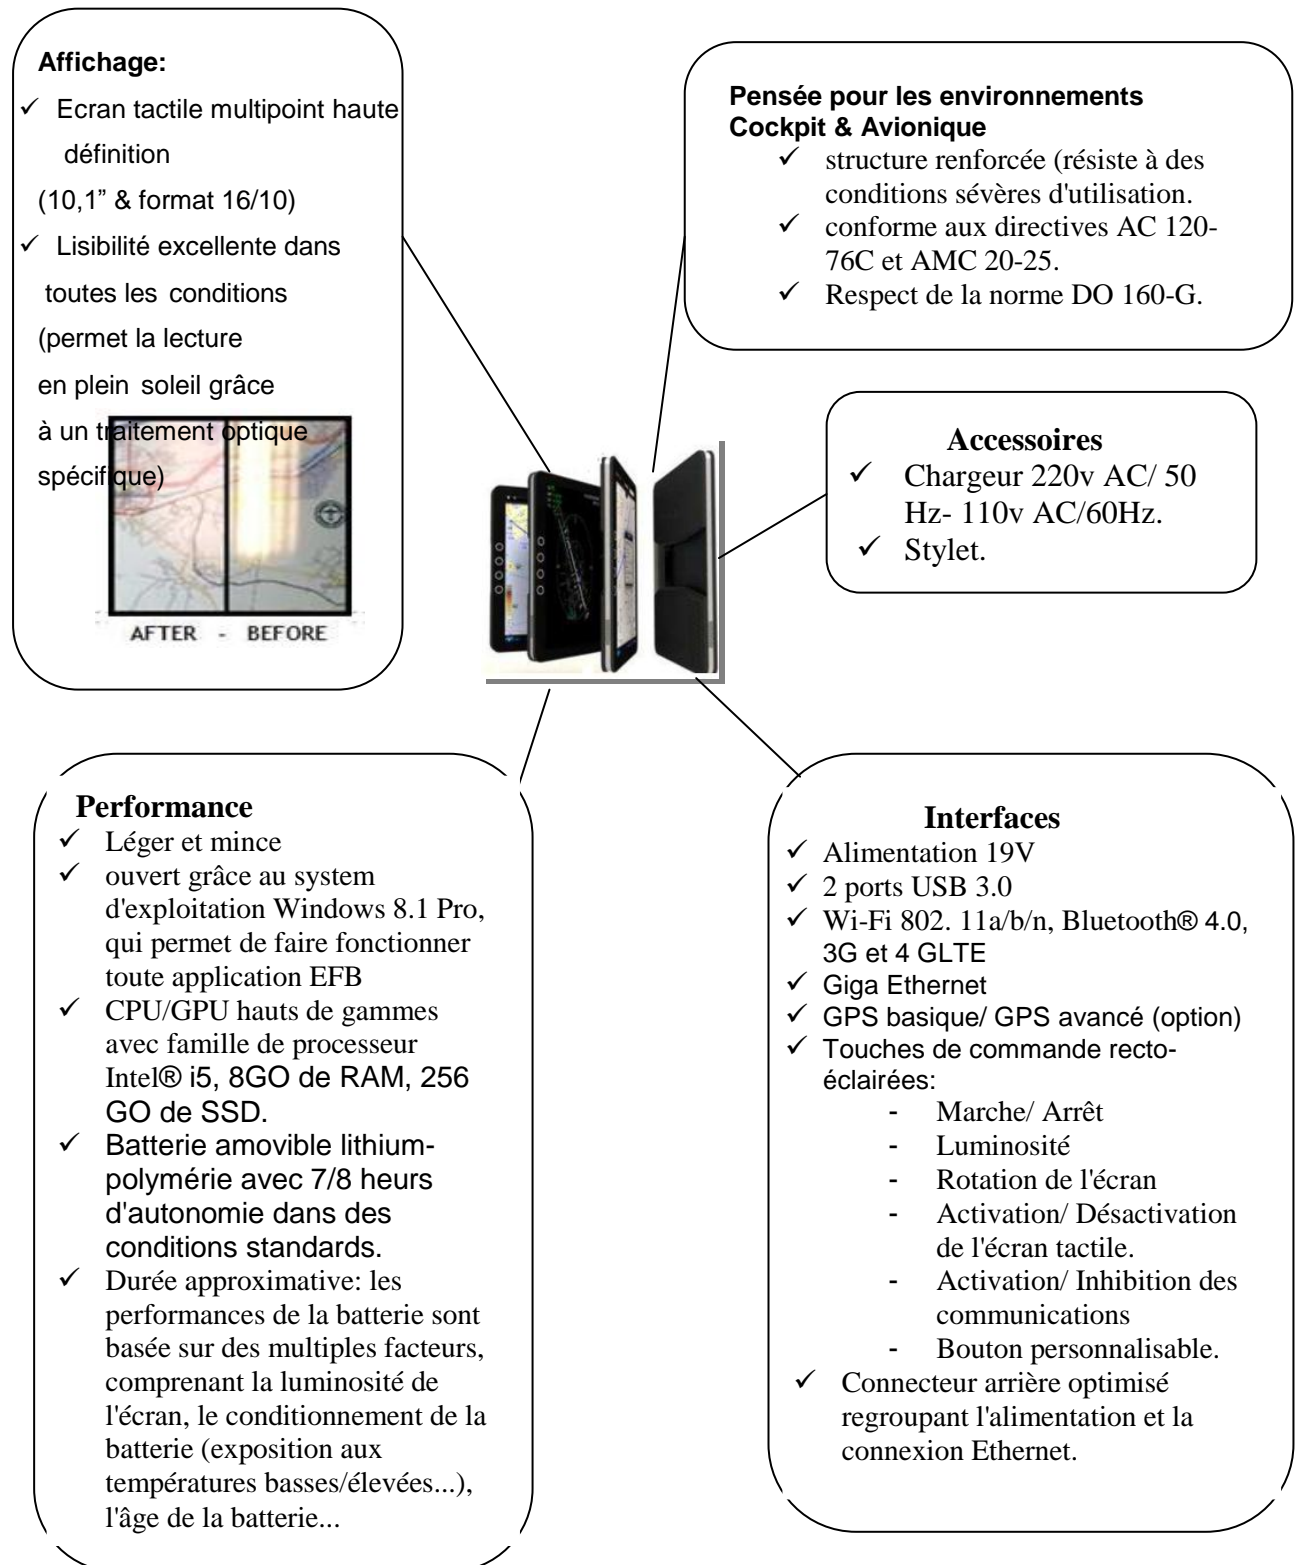 Affichage:
✓ Ecran tactile multipoint haute
définition
(10,1” & format 16/10)
✓ Lisibilité excellente dans
toutes les conditions
(permet la lecture
en plein soleil grâce
à un traitement optique
spécifique)
AFTER - BEFORE
Pensée pour les environnements
Cockpit & Avionique
✓ structure renforcée (résiste à des
conditions sévères d'utilisation.
✓ conforme aux directives AC 120-
76C et AMC 20-25.
✓ Respect de la norme DO 160-G.
Accessoires
✓ Chargeur 220v AC/ 50
Hz- 110v AC/60Hz.
✓ Stylet.
Performance
✓ Léger et mince
✓ ouvert grâce au system
d'exploitation Windows 8.1 Pro,
qui permet de faire fonctionner
toute application EFB
✓ CPU/GPU hauts de gammes
avec famille de processeur
Intel® i5, 8GO de RAM, 256
GO de SSD.
✓ Batterie amovible lithium-
polymérie avec 7/8 heurs
d'autonomie dans des
conditions standards.
✓ Durée approximative: les
performances de la batterie sont
basée sur des multiples facteurs,
comprenant la luminosité de
l'écran, le conditionnement de la
batterie (exposition aux
températures basses/élevées...),
l'âge de la batterie...
Interfaces
✓ Alimentation 19V
✓ 2 ports USB 3.0
✓ Wi-Fi 802. 11a/b/n, Bluetooth® 4.0,
3G et 4 GLTE
✓ Giga Ethernet
✓ GPS basique/ GPS avancé (option)
✓ Touches de commande recto-
éclairées:
- Marche/ Arrêt
- Luminosité
- Rotation de l'écran
- Activation/ Désactivation
de l'écran tactile.
- Activation/ Inhibition des
communications
- Bouton personnalisable.
✓ Connecteur arrière optimisé
regroupant l'alimentation et la
connexion Ethernet.